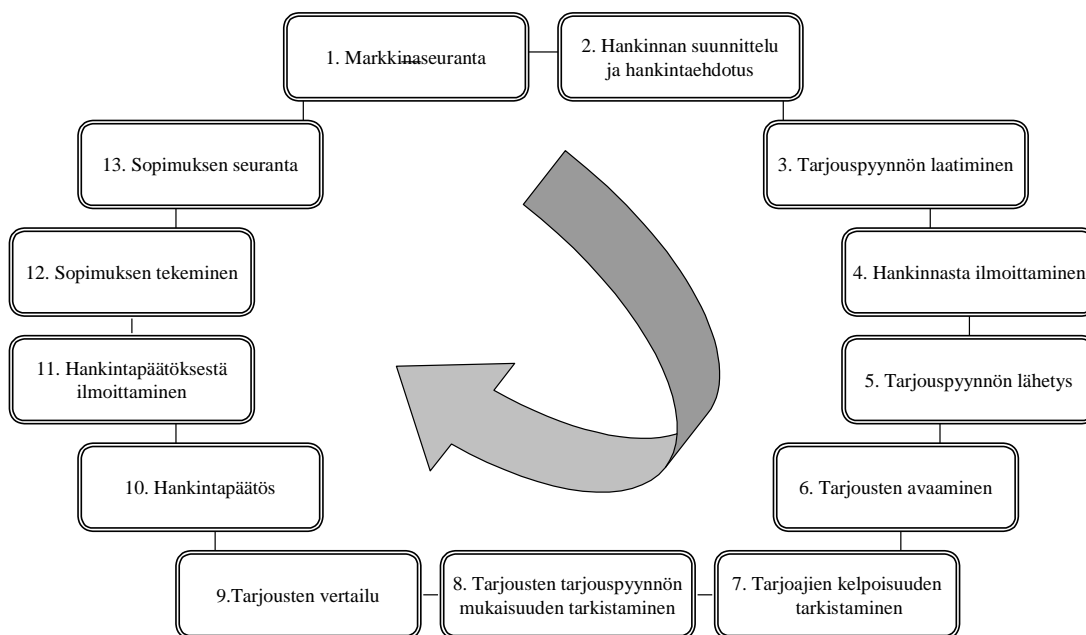 1. Markkinaseuranta
2. Hankinnan suunnittelu
ja hankintaehdotus
3. Tarjouspyynnön laatiminen
4. Hankinnasta ilmoittaminen
5. Tarjouspyynnön lähetys
6. Tarjousten avaaminen
7. Tarjoajien kelpoisuuden
tarkistaminen
8. Tarjousten tarjouspyynnön
mukaisuuden tarkistaminen
9.Tarjousten vertailu
10. Hankintapäätös
11. Hankintapäätöksestä
ilmoittaminen
12. Sopimuksen tekeminen
13. Sopimuksen seuranta